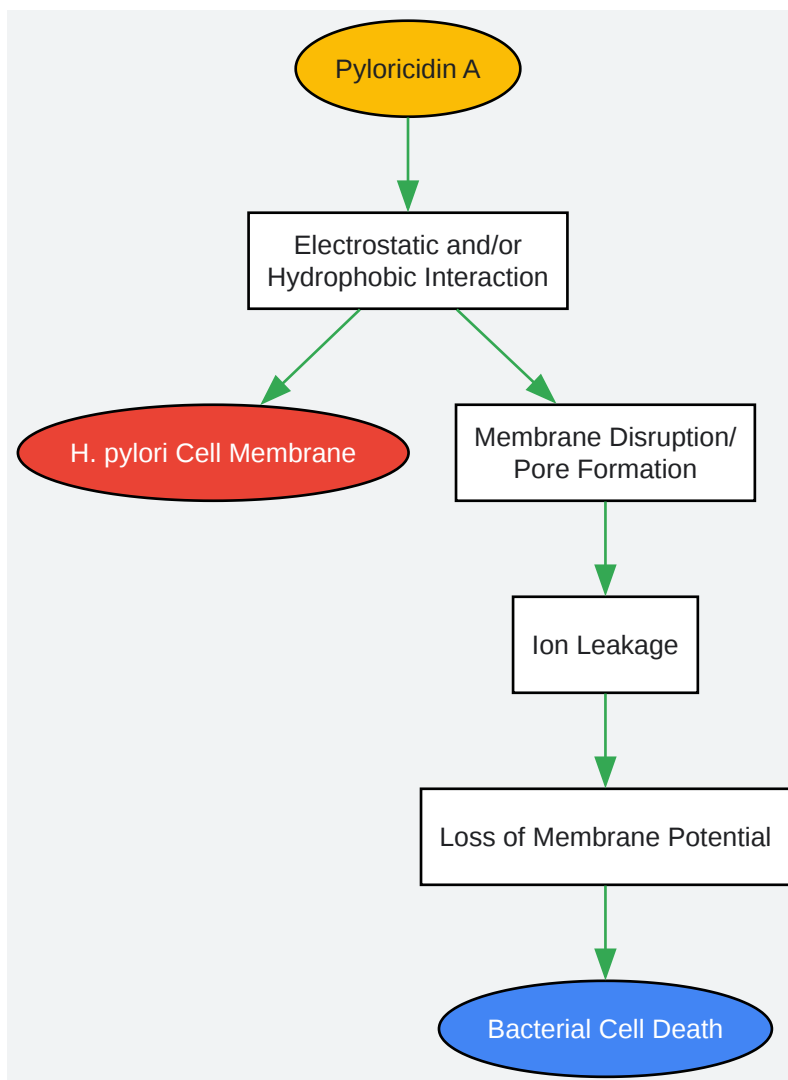 Pyloricidin A
Electrostatic and/or
Hydrophobic Interaction
H. pylori Cell Membrane
Membrane Disruption/
Pore Formation
Ion Leakage
Loss of Membrane Potential
Bacterial Cell Death